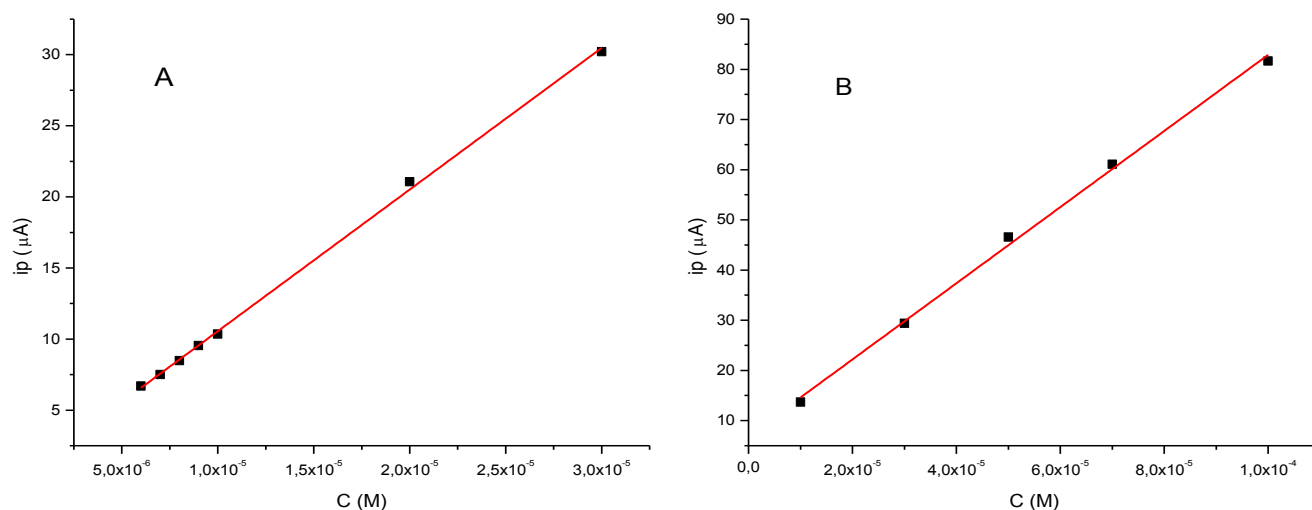 A
ip ( μA)
30
25
20
15
10
5
5,0x10⁻⁶
1,0x10⁻⁵
1,5x10⁻⁵
2,0x10⁻⁵
2,5x10⁻⁵
3,0x10⁻⁵
C (M)
B
ip ( μA)
90
80
70
60
50
40
30
20
10
0,0
2,0x10⁻⁵
4,0x10⁻⁵
6,0x10⁻⁵
8,0x10⁻⁵
1,0x10⁻⁴
C (M)